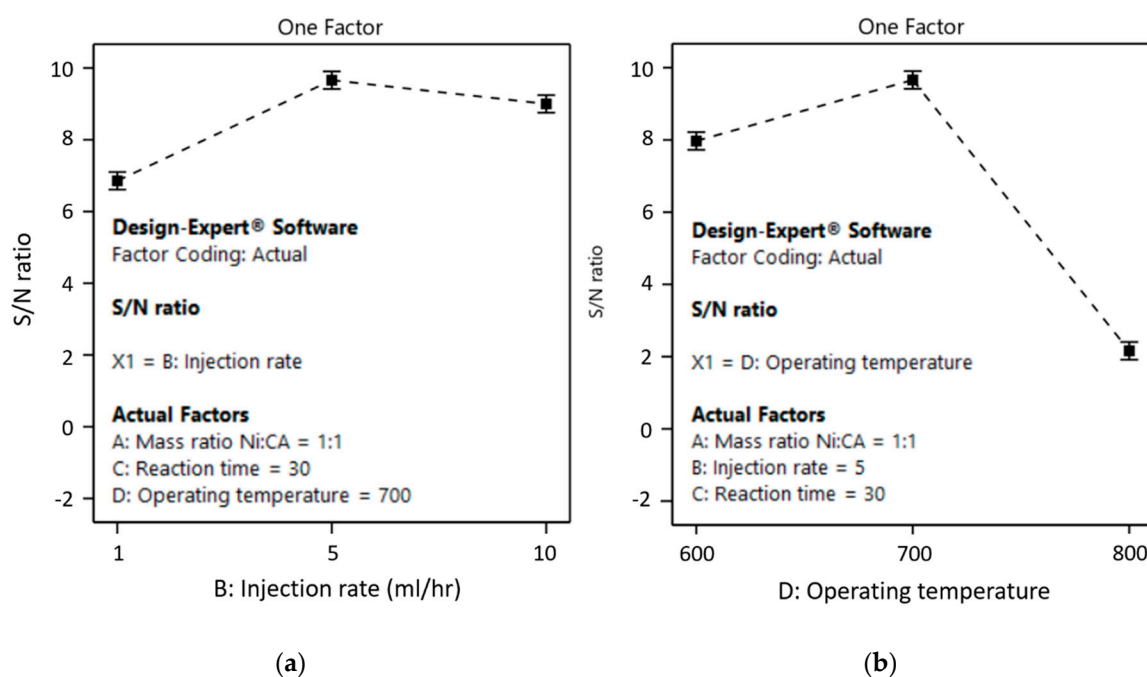 One Factor
10
8
6
4
2
0
-2
S/N ratio
Design-Expert® Software
Factor Coding: Actual
S/N ratio
X1 = B: Injection rate
Actual Factors
A: Mass ratio Ni:CA = 1:1
C: Reaction time = 30
D: Operating temperature = 700
1 5 10
B: Injection rate (ml/hr)
(a)
One Factor
10
8
6
4
2
0
-2
S/N ratio
Design-Expert® Software
Factor Coding: Actual
S/N ratio
X1 = D: Operating temperature
Actual Factors
A: Mass ratio Ni:CA = 1:1
B: Injection rate = 5
C: Reaction time = 30
600 700 800
D: Operating temperature
(b)